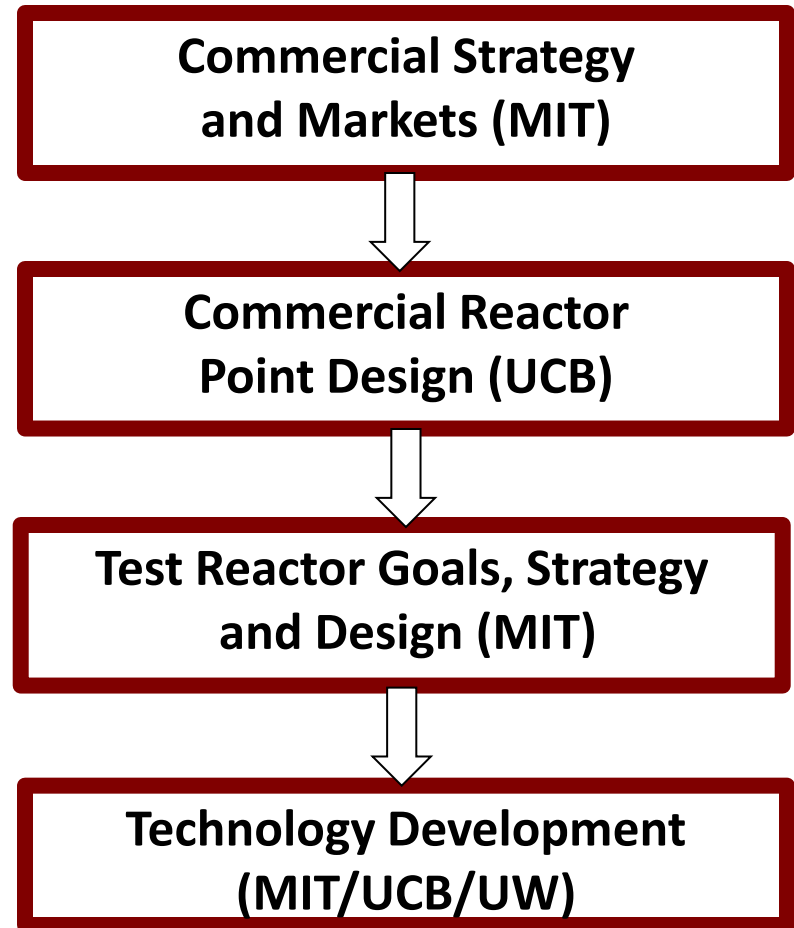 Commercial Strategy
and Markets (MIT)
Commercial Reactor
Point Design (UCB)
Test Reactor Goals, Strategy
and Design (MIT)
Technology Development
(MIT/UCB/UW)